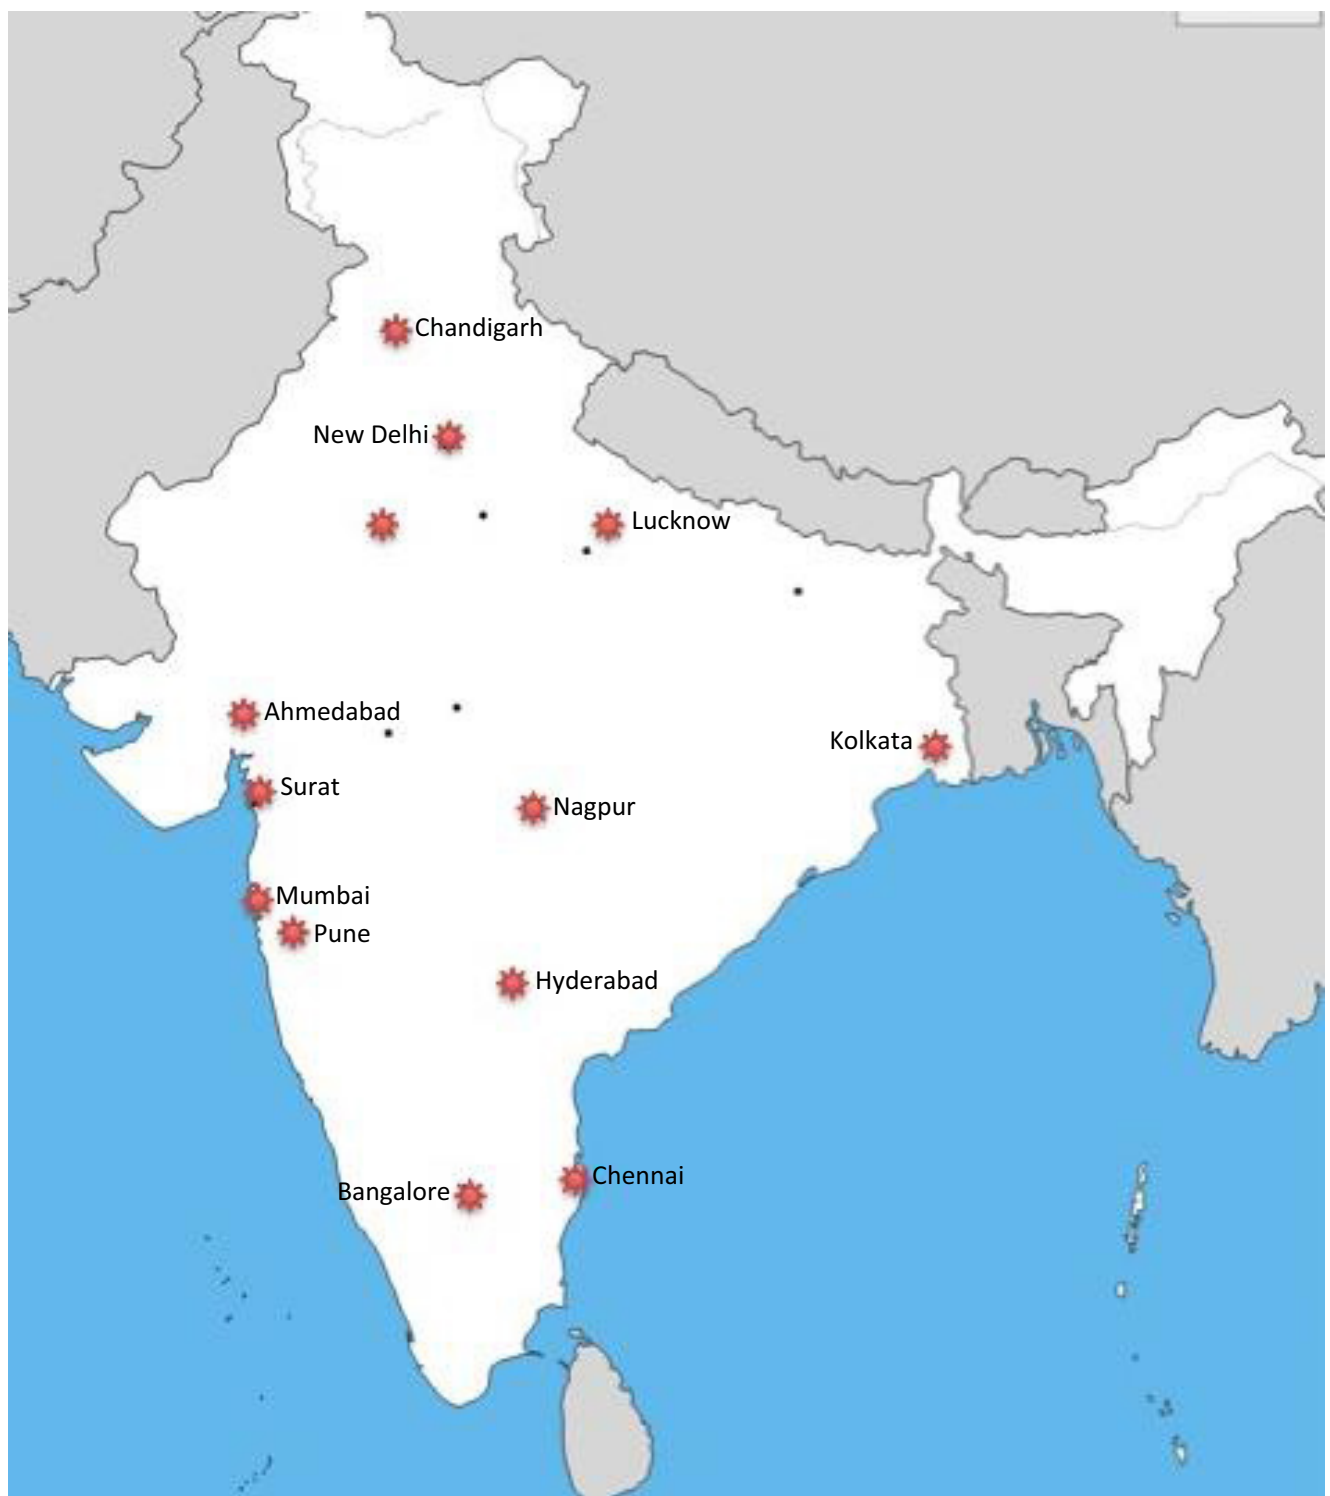 Chandigarh
New Delhi
Lucknow
Ahmedabad
Kolkata
Surat
Nagpur
Mumbai
Pune
Hyderabad
Chennai
Bangalore